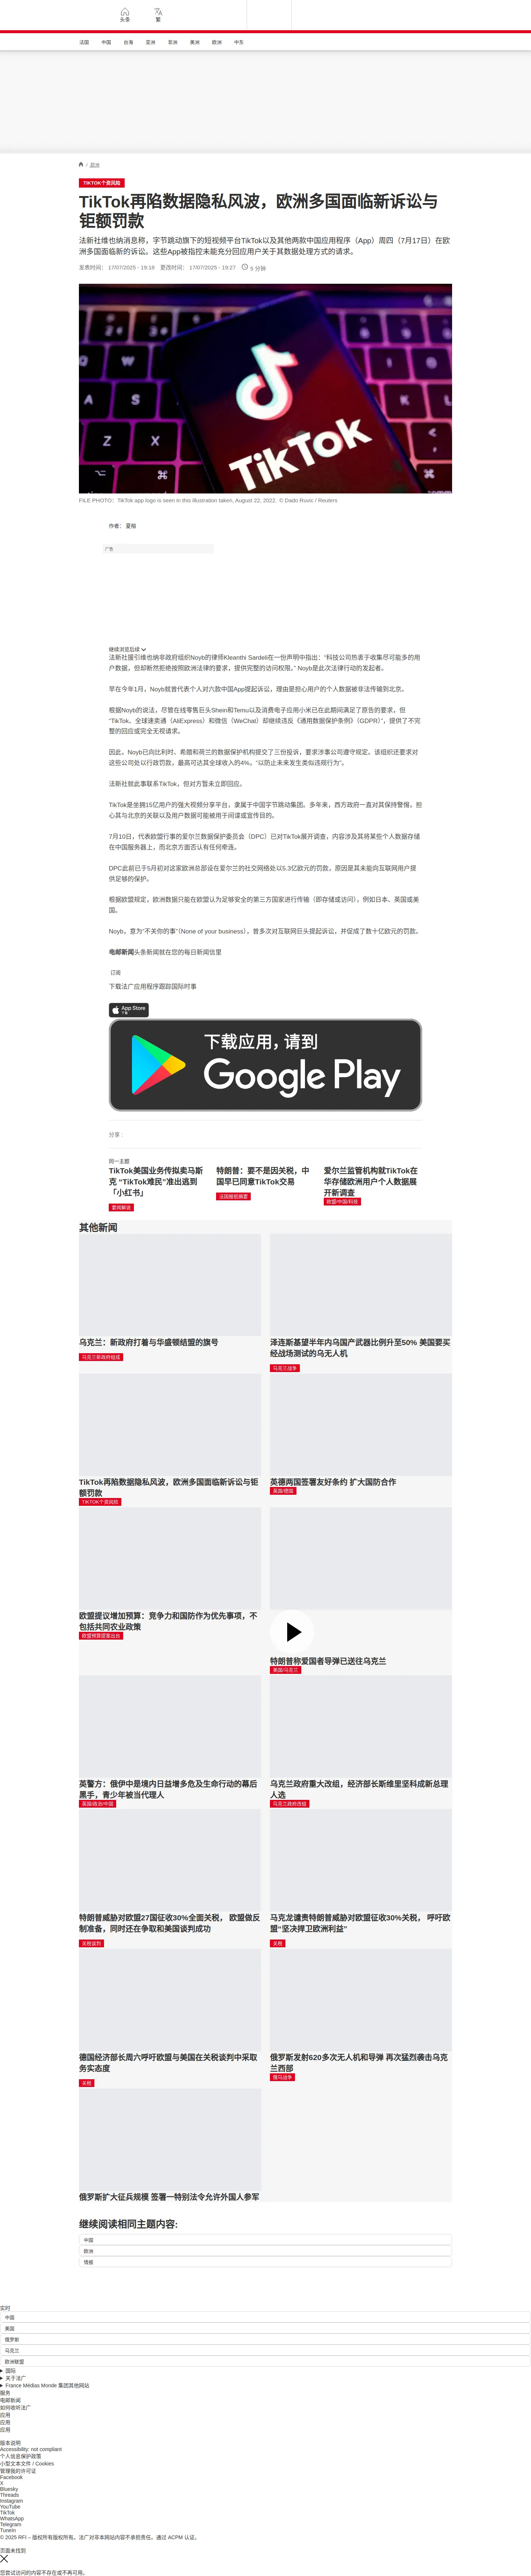 头条
繁
法国
中国
台海
亚洲
非洲
美洲
欧洲
中东
/ 欧洲
TIKTOK个资风险
TikTok再陷数据隐私风波，欧洲多国面临新诉讼与钜额罚款
法新社维也纳消息称，字节跳动旗下的短视频平台TikTok以及其他两款中国应用程序（App）周四（7月17日）在欧洲多国面临新的诉讼。这些App被指控未能充分回应用户关于其数据处理方式的请求。
发表时间： 17/07/2025 - 19:18 更改时间： 17/07/2025 - 19:27 5 分钟
TikTok
FILE PHOTO： TikTok app logo is seen in this illustration taken, August 22, 2022. © Dado Ruvic / Reuters
作者： 夏榕
广告
继续浏览后续
法新社援引维也纳非政府组织Noyb的律师Kleanthi Sardeli在一份声明中指出：“科技公司热衷于收集尽可能多的用户数据，但却断然拒绝按照欧洲法律的要求，提供完整的访问权限。” Noyb是此次法律行动的发起者。
早在今年1月，Noyb就曾代表个人对六款中国App提起诉讼，理由是担心用户的个人数据被非法传输到北京。
根据Noyb的说法，尽管在线零售巨头Shein和Temu以及消费电子应用小米已在此期间满足了原告的要求，但“TikTok、全球速卖通（AliExpress）和微信（WeChat）却继续违反《通用数据保护条例》（GDPR）”，提供了不完整的回应或完全无视请求。
因此，Noyb已向比利时、希腊和荷兰的数据保护机构提交了三份投诉，要求涉事公司遵守规定。该组织还要求对这些公司处以行政罚款，最高可达其全球收入的4%，“以防止未来发生类似违规行为”。
法新社就此事联系TikTok，但对方暂未立即回应。
TikTok是坐拥15亿用户的强大视频分享平台，隶属于中国字节跳动集团。多年来，西方政府一直对其保持警惕，担心其与北京的关联以及用户数据可能被用于间谍或宣传目的。
7月10日，代表欧盟行事的爱尔兰数据保护委员会（DPC）已对TikTok展开调查，内容涉及其将某些个人数据存储在中国服务器上，而北京方面否认有任何牵连。
DPC此前已于5月初对这家欧洲总部设在爱尔兰的社交网络处以5.3亿欧元的罚款，原因是其未能向互联网用户提供足够的保护。
根据欧盟规定，欧洲数据只能在欧盟认为足够安全的第三方国家进行传输（即存储或访问），例如日本、英国或美国。
Noyb，意为“不关你的事”（None of your business），曾多次对互联网巨头提起诉讼，并促成了数十亿欧元的罚款。
电邮新闻头条新闻就在您的每日新闻信里
订阅
下载法广应用程序跟踪国际时事
App Store
下载应用，请到
Google Play
分享 :
同一主题
TikTok美国业务传拟卖马斯克 “TikTok难民”准出逃到「小红书」
要闻解说
特朗普：要不是因关税，中国早已同意TikTok交易
法国报纸摘要
爱尔兰监管机构就TikTok在华存储欧洲用户个人数据展开新调查
欧盟/中国/科技
其他新闻
乌克兰：新政府打着与华盛顿结盟的旗号
乌克兰新政府组成
泽连斯基望半年内乌国产武器比例升至50% 美国要买经战场测试的乌无人机
乌克兰战争
TikTok再陷数据隐私风波，欧洲多国面临新诉讼与钜额罚款
TIKTOK个资风险
英德两国签署友好条约 扩大国防合作
英国/德国
欧盟提议增加预算：竞争力和国防作为优先事项，不包括共同农业政策
欧盟预算提案出台
特朗普称爱国者导弹已送往乌克兰
美国/乌克兰
英警方：俄伊中是境内日益增多危及生命行动的幕后黑手，青少年被当代理人
英国/政治/中国
乌克兰政府重大改组，经济部长斯维里坚科成新总理人选
乌克兰政府改组
特朗普威胁对欧盟27国征收30%全面关税， 欧盟做反制准备，同时还在争取和美国谈判成功
关税谈判
马克龙谴责特朗普威胁对欧盟征收30%关税， 呼吁欧盟“坚决捍卫欧洲利益”
关税
德国经济部长周六呼吁欧盟与美国在关税谈判中采取务实态度
关税
俄罗斯发射620多次无人机和导弹 再次猛烈袭击乌克兰西部
俄乌战争
俄罗斯扩大征兵规模 签署一特别法令允许外国人参军
继续阅读相同主题内容:
中国
欧洲
情报
实时
中国
美国
俄罗斯
乌克兰
欧洲联盟
国际
关于法广
France Médias Monde 集团其他网站
服务
电邮新闻
如何收听法广
应用
应用
应用
版本说明
Accessibility: not compliant
个人信息保护政策
小型文本文件 / Cookies
管理我的许可证
Facebook
X
Bluesky
Threads
Instagram
YouTube
TikTok
WhatsApp
Telegram
TuneIn
© 2025 RFI – 版权所有版权所有。法广对非本网站内容不承担责任。通过 ACPM 认证。
页面未找到
您尝试访问的内容不存在或不再可用。